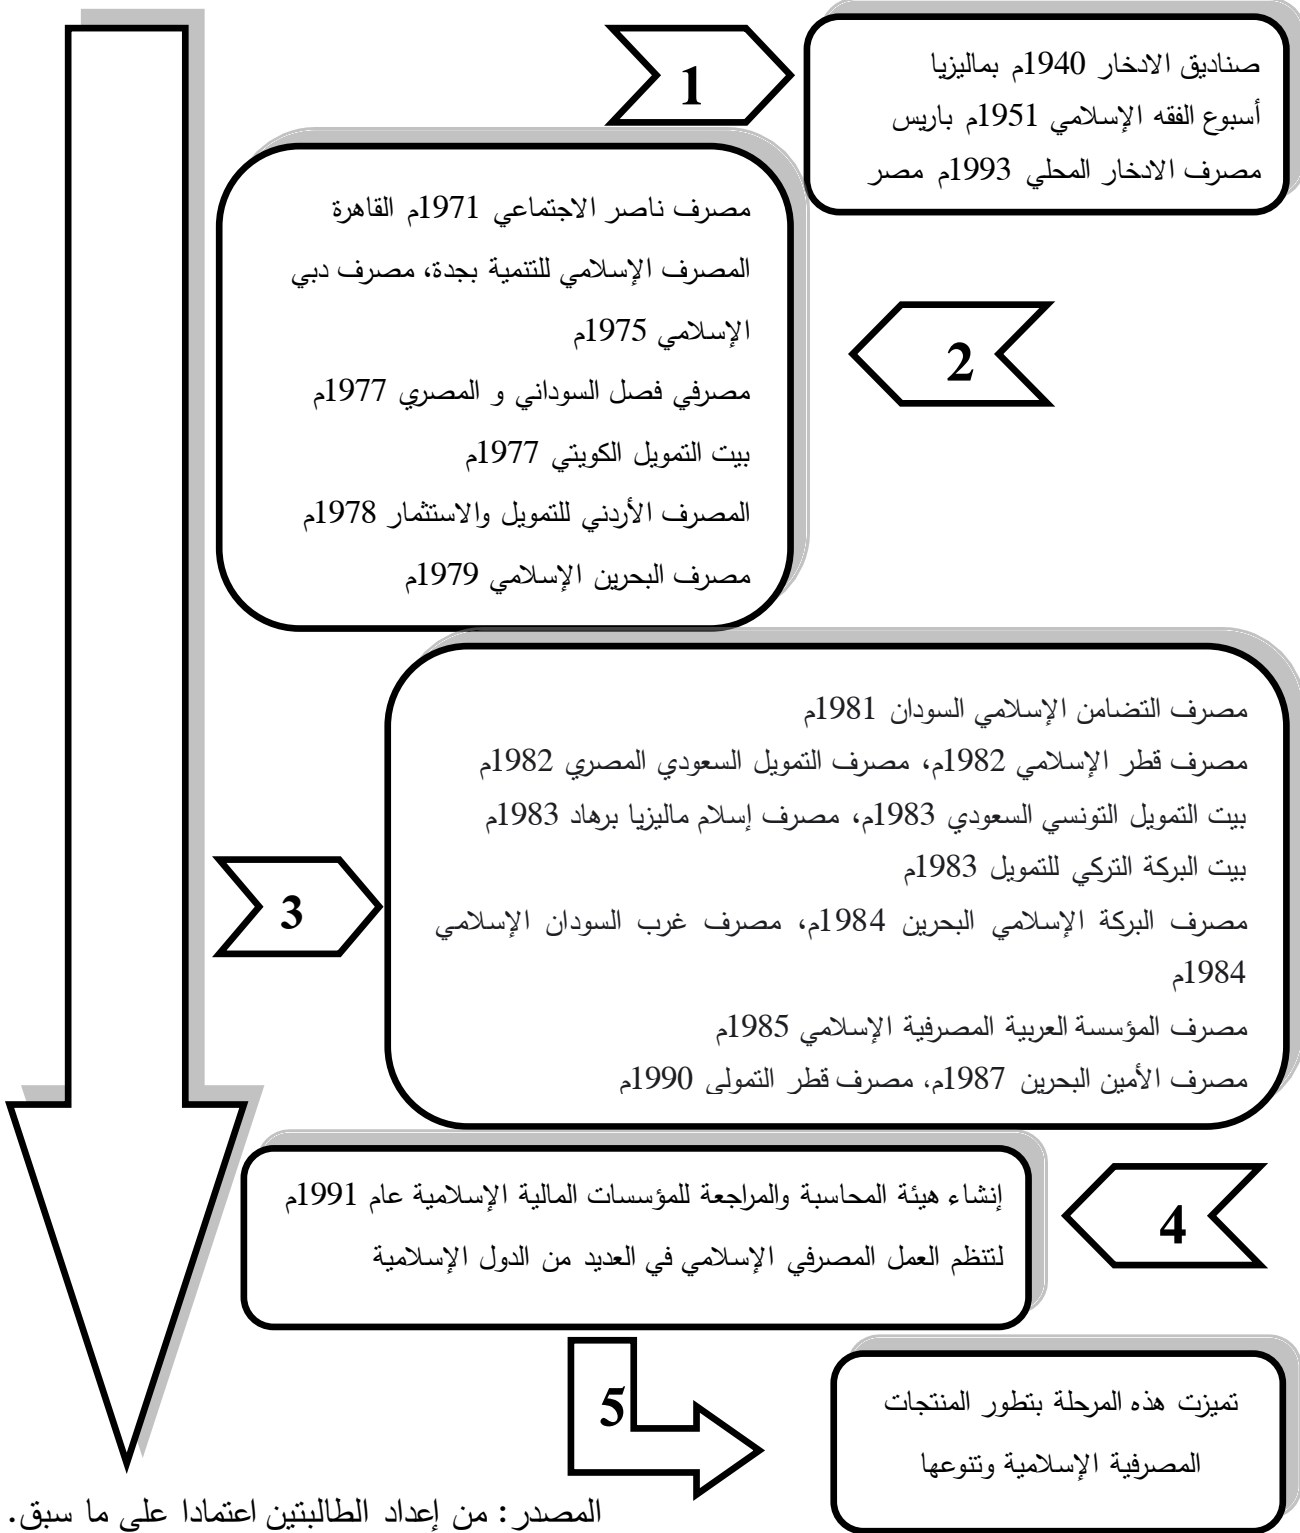 1
صناديق الادخار 1940م بماليزيا
أسبوع الفقه الإسلامي 1951م باريس
مصرف الادخار المحلي 1993م مصر
مصرف ناصر الاجتماعي 1971م القاهرة
المصرف الإسلامي للتنمية بجدة، مصرف دبي
الإسلامي 1975م
مصرفي فصل السوداني و المصري 1977م
بيت التمويل الكويتي 1977م
المصرف الأردني للتمويل والاستثمار 1978م
مصرف البحرين الإسلامي 1979م
2
مصرف التضامن الإسلامي السودان 1981م
مصرف قطر الإسلامي 1982م، مصرف التمويل السعودي المصري 1982م
بيت التمويل التونسي السعودي 1983م، مصرف إسلام ماليزيا برهاد 1983م
بيت البركة التركي للتمويل 1983م
مصرف البركة الإسلامي البحرين 1984م، مصرف غرب السودان الإسلامي
1984م
مصرف المؤسسة العربية المصرفية الإسلامي 1985م
مصرف الأمين البحرين 1987م، مصرف قطر التمولي 1990م
3
إنشاء هيئة المحاسبة والمراجعة للمؤسسات المالية الإسلامية عام 1991م
لتنظم العمل المصرفي الإسلامي في العديد من الدول الإسلامية
4
5
تميزت هذه المرحلة بتطور المنتجات
المصرفية الإسلامية وتنوعها
المصدر: من إعداد الطالبتين اعتمادا على ما سبق.